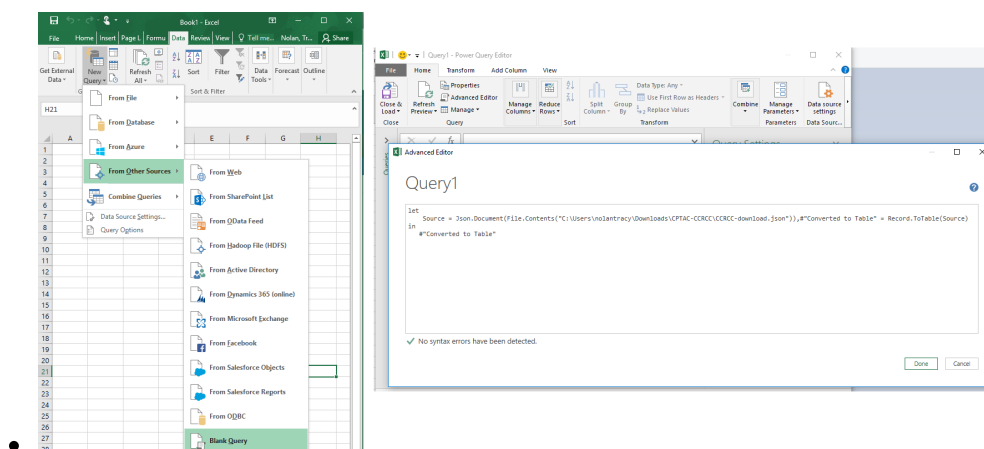 Book1 - Excel
File Home Insert Page L Formu Data Review View Tell me... Nolan, Tr... Share
Get External Data
New Query
Refresh All
Sort
Filter
Data Tools
Forecast
Outline
Sort & Filter
H21
From File
From Database
From Azure
From Other Sources
Combine Queries
Data Source Settings...
Query Options
A E F G H
1
2
3
4
5
6
7
8
9
10
11
12
13
14
15
16
17
18
19
20
21
22
23
24
25
26
27
28
From Web
From SharePoint List
From OData Feed
From Hadoop File (HDFS)
From Active Directory
From Dynamics 365 (online)
From Microsoft Exchange
From Facebook
From Salesforce Objects
From Salesforce Reports
From ODBC
Blank Query
Query1 - Power Query Editor
File Home Transform Add Column View
Close & Load
Refresh Preview
Properties
Advanced Editor
Manage
Manage Columns
Reduce Rows
Split Column
Group By
Data Type: Any
Use First Row as Headers
Replace Values
Combine
Manage Parameters
Data source settings
Close Query Sort Transform Parameters Data Sourc...
fx
Query Settings
Advanced Editor
Query1
let
Source = Json.Document(File.Contents("C:\Users\nolantracy\Downloads\CPTAC-CCRCC\CCRCC-download.json")),#"Converted to Table" = Record.ToTable(Source)
in
#"Converted to Table"
No syntax errors have been detected.
Done Cancel